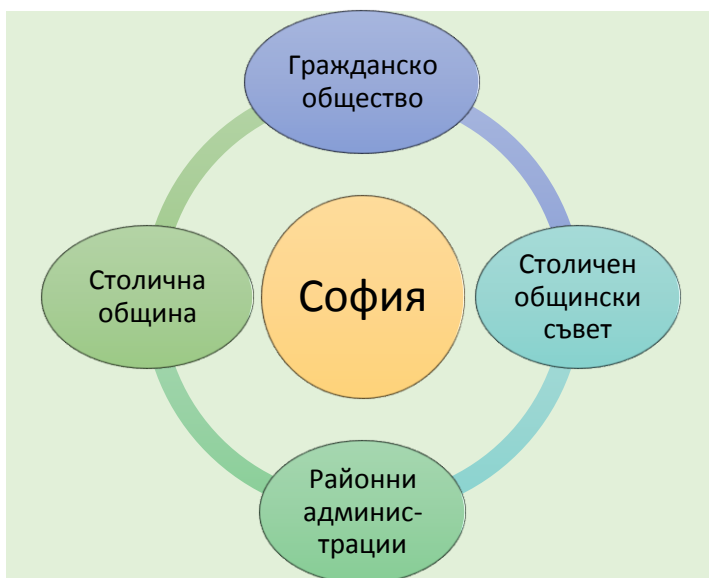 Гражданско
общество
Столична
община
София
Столичен
общински
съвет
Районни
админис-
трации